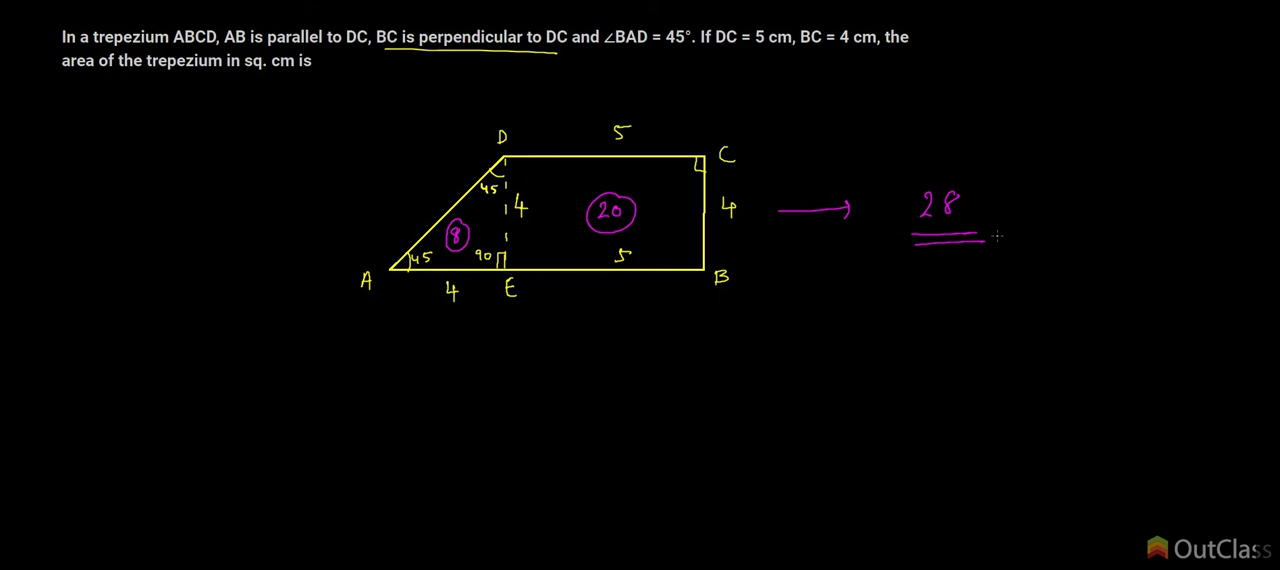 In a trepezium ABCD, AB is parallel to DC, BC is perpendicular to DC and ∠BAD = 45°. If DC = 5 cm, BC = 4 cm, the
area of the trepezium in sq. cm is
D 5 C
45 4 20 4 28
8
45 90 5
A 4 E B
OutClass